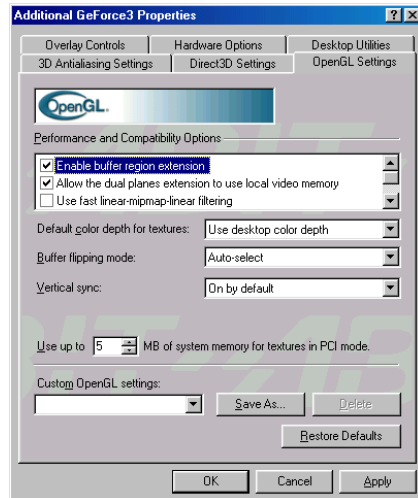 Additional GeForce3 Properties
Overlay Controls Hardware Options Desktop Utilities
3D Antialiasing Settings Direct3D Settings OpenGL Settings
OpenGL.
Performance and Compatibility Options
Enable buffer region extension
Allow the dual planes extension to use local video memory
Use fast linear-mipmap-linear filtering
Default color depth for textures: Use desktop color depth
Buffer flipping mode: Auto-select
Vertical sync: On by default
Use up to 5 MB of system memory for textures in PCI mode.
Custom OpenGL settings:
Save As... Delete
Restore Defaults
OK Cancel Apply